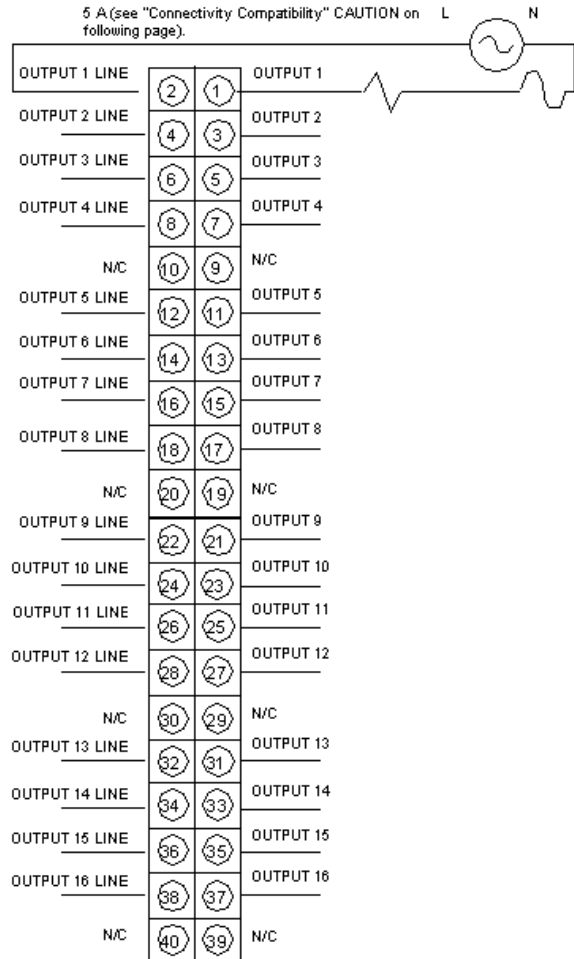 5 A (see "Connectivity Compatibility" CAUTION on
following page).
L N
OUTPUT 1 LINE 2 1 OUTPUT 1
OUTPUT 2 LINE 4 3 OUTPUT 2
OUTPUT 3 LINE 6 5 OUTPUT 3
OUTPUT 4 LINE 8 7 OUTPUT 4
N/C 10 9 N/C
OUTPUT 5 LINE 12 11 OUTPUT 5
OUTPUT 6 LINE 14 13 OUTPUT 6
OUTPUT 7 LINE 16 15 OUTPUT 7
OUTPUT 8 LINE 18 17 OUTPUT 8
N/C 20 19 N/C
OUTPUT 9 LINE 22 21 OUTPUT 9
OUTPUT 10 LINE 24 23 OUTPUT 10
OUTPUT 11 LINE 26 25 OUTPUT 11
OUTPUT 12 LINE 28 27 OUTPUT 12
N/C 30 29 N/C
OUTPUT 13 LINE 32 31 OUTPUT 13
OUTPUT 14 LINE 34 33 OUTPUT 14
OUTPUT 15 LINE 36 35 OUTPUT 15
OUTPUT 16 LINE 38 37 OUTPUT 16
N/C 40 39 N/C